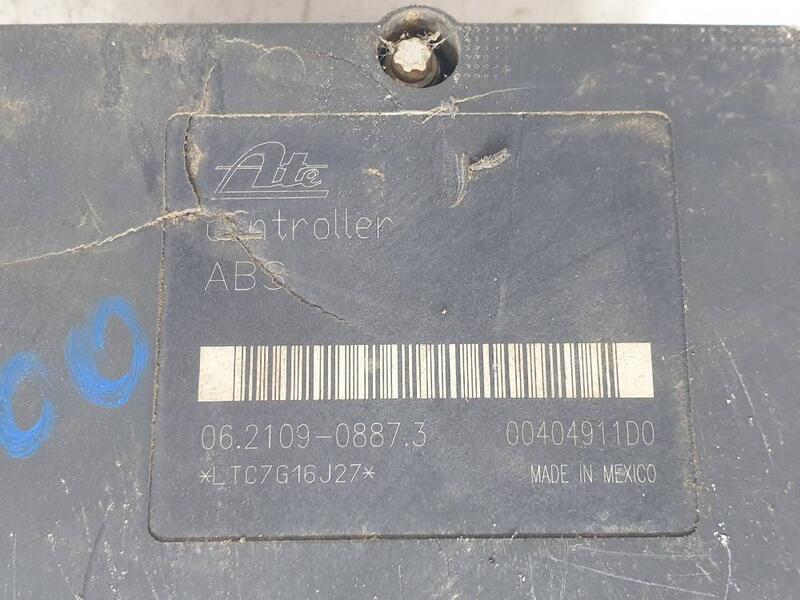 Ate
Controller
ABS
06.2109-0887.3 00404911D0
*LTC7G16J27* MADE IN MEXICO